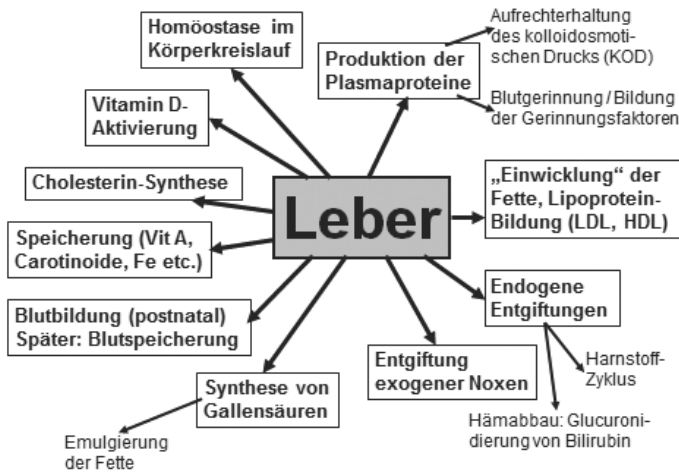 Homöostase im
Körperkreislauf
Aufrechterhaltung
des kolloidosmoti-
schen Drucks (KOD)
Produktion der
Plasmaproteine
Blutgerinnung / Bildung
der Gerinnungsfaktoren
Vitamin D-
Aktivierung
Cholesterin-Synthese
Leber
„Einwicklung“ der
Fette, Lipoprotein-
Bildung (LDL, HDL)
Speicherung (Vit A,
Carotinoide, Fe etc.)
Endogene
Entgiftungen
Blutbildung (postnatal)
Später: Blutspeicherung
Entgiftung
exogener Noxen
Harnstoff-
Zyklus
Synthese von
Gallensäuren
Hämabbau: Glucuroni-
dierung von Bilirubin
Emulgierung
der Fette